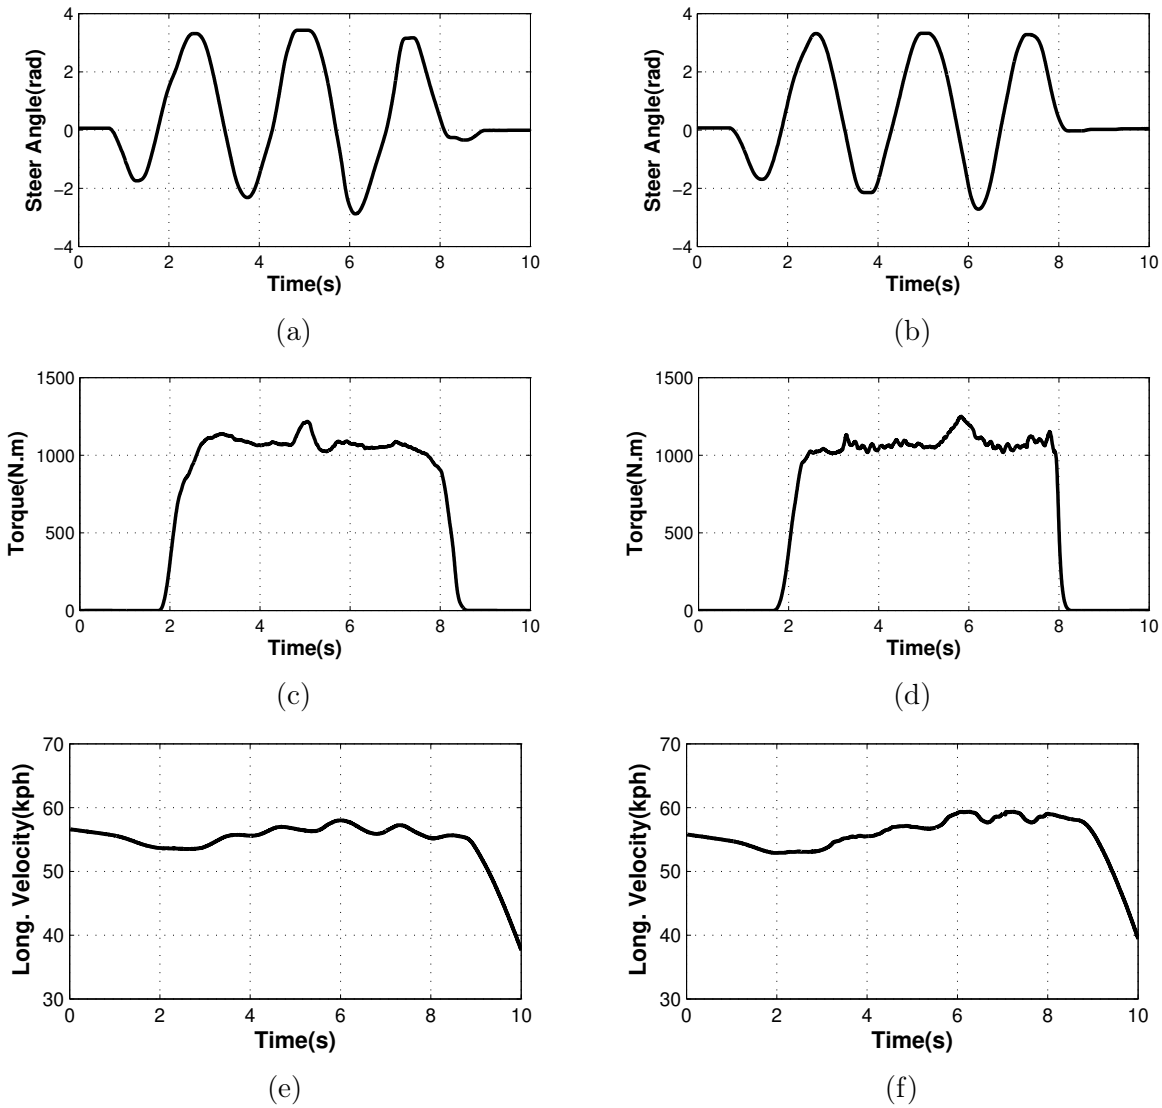 4
2
0
−2
−4
Steer Angle(rad)
0 2 4 6 8 10
Time(s)
(a)
4
2
0
−2
−4
Steer Angle(rad)
0 2 4 6 8 10
Time(s)
(b)
1500
1000
500
0
Torque(N.m)
0 2 4 6 8 10
Time(s)
(c)
1500
1000
500
0
Torque(N.m)
0 2 4 6 8 10
Time(s)
(d)
70
60
50
40
30
Long. Velocity(kph)
0 2 4 6 8 10
Time(s)
(e)
70
60
50
40
30
Long. Velocity(kph)
0 2 4 6 8 10
Time(s)
(f)